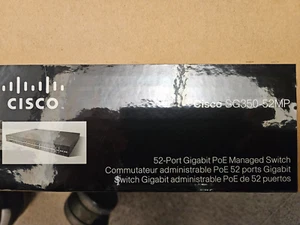 CISCO
Cisco SG350-52MP
52-Port Gigabit PoE Managed Switch
Commutateur administrable PoE 52 ports Gigabit
Switch Gigabit administrable PoE de 52 puertos